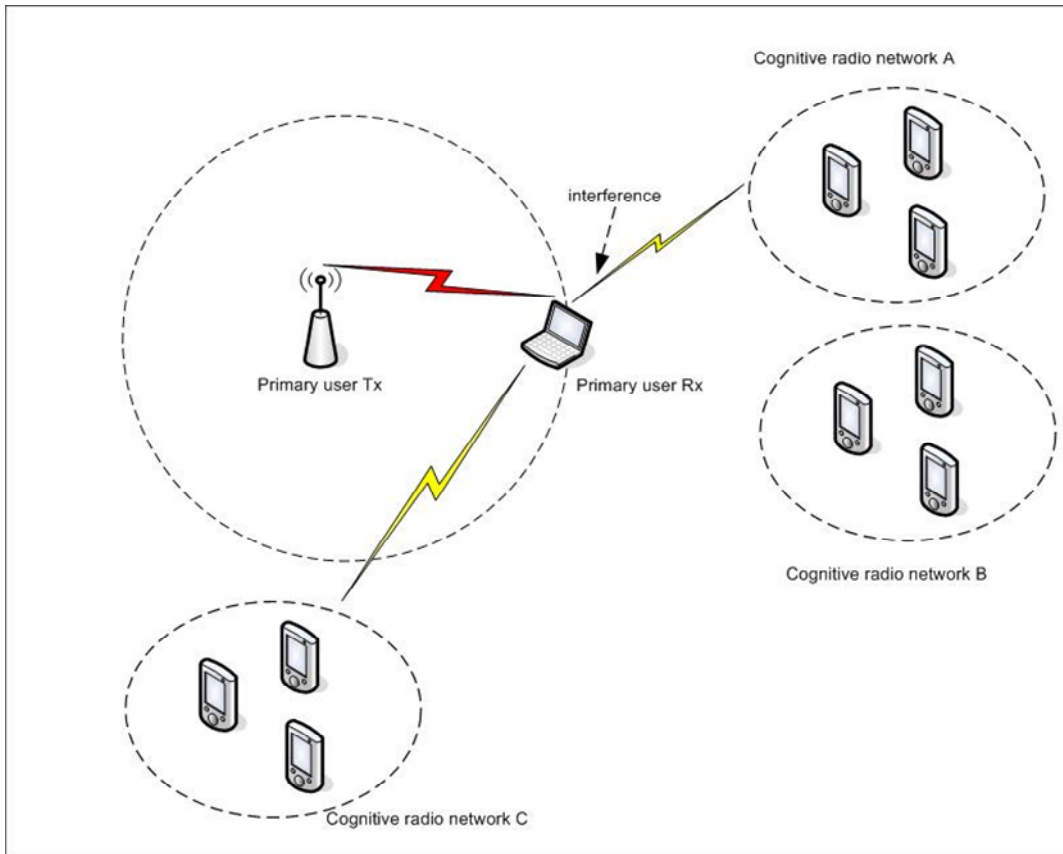 Cognitive radio network A
interference
Primary user Tx
Primary user Rx
Cognitive radio network B
Cognitive radio network C